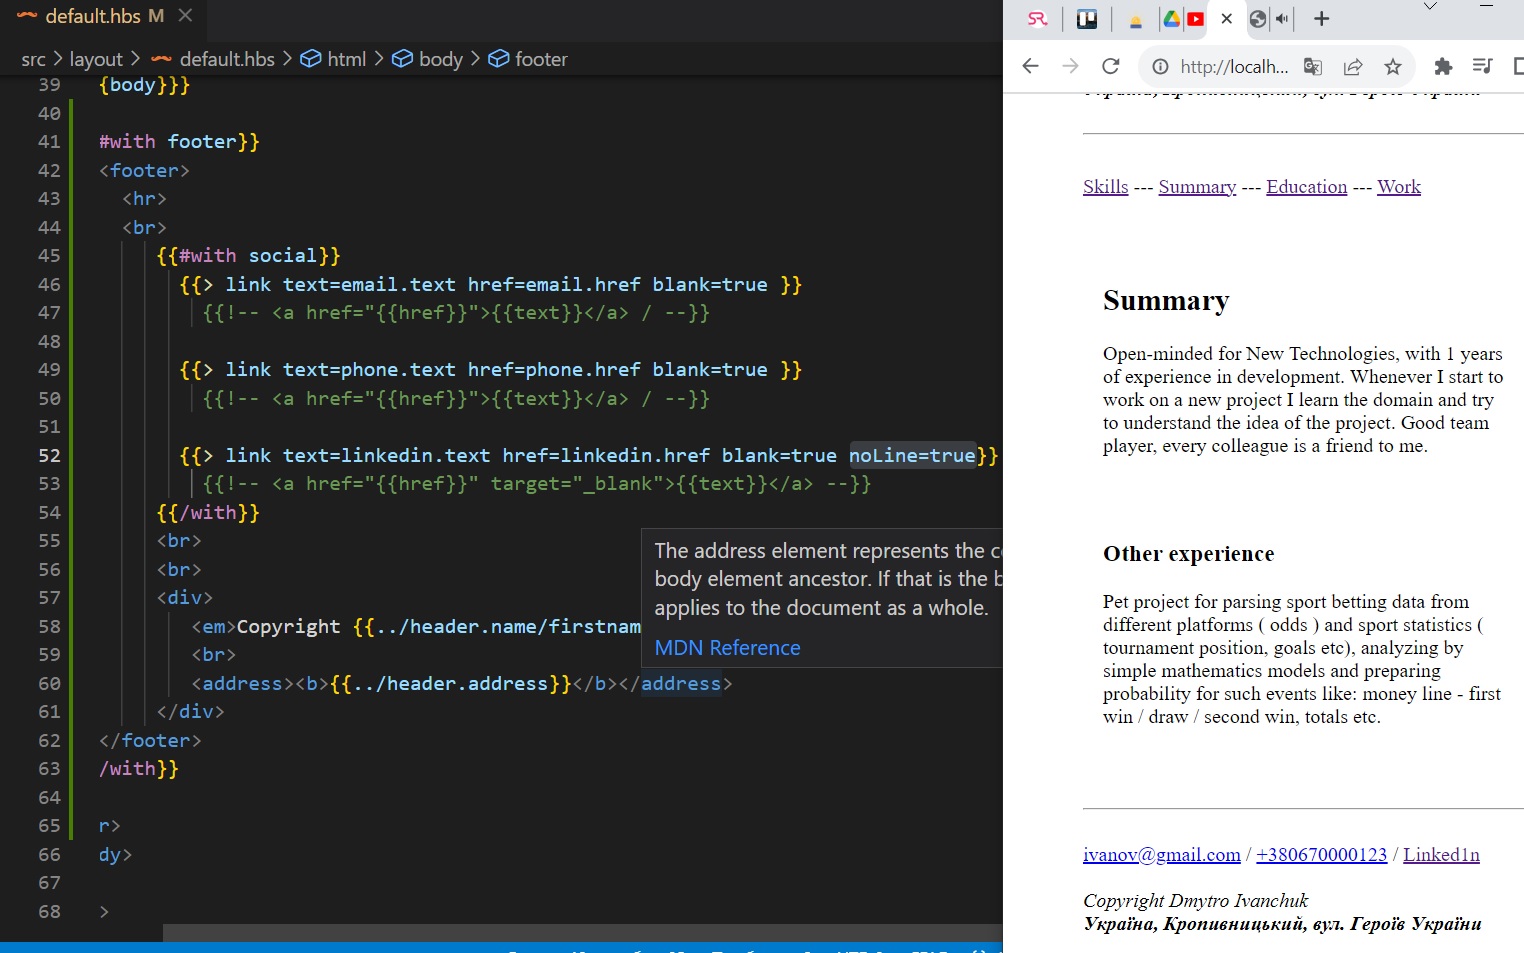 default.hbs M
src > layout > default.hbs > html > body > footer
39 {body}}}
40
41 #with footer}}
42 <footer>
43 <hr>
44 <br>
45 {{#with social}}
46 {{> link text=email.text href=email.href blank=true }}
47 {{!-- <a href="{{href}}">{{text}}</a> / --}}
48
49 {{> link text=phone.text href=phone.href blank=true }}
50 {{!-- <a href="{{href}}">{{text}}</a> / --}}
51
52 {{> link text=linkedin.text href=linkedin.href blank=true noLine=true}}
53 {{!-- <a href="{{href}}" target="_blank">{{text}}</a> --}}
54 {{/with}}
55 <br>
56 <br>
57 <div>
58 <em>Copyright {{../header.name/firstnam
59 <br>
60 <address><b>{{../header.address}}</b></address>
61 </div>
62 </footer>
63 /with}}
64
65 r>
66 dy>
67
68 >
The address element represents the c
body element ancestor. If that is the b
applies to the document as a whole.
MDN Reference
SR
http://localh...
Skills --- Summary --- Education --- Work
Summary
Open-minded for New Technologies, with 1 years
of experience in development. Whenever I start to
work on a new project I learn the domain and try
to understand the idea of the project. Good team
player, every colleague is a friend to me.
Other experience
Pet project for parsing sport betting data from
different platforms ( odds ) and sport statistics (
tournament position, goals etc), analyzing by
simple mathematics models and preparing
probability for such events like: money line - first
win / draw / second win, totals etc.
ivanov@gmail.com / +380670000123 / Linked1n
Copyright Dmytro Ivanchuk
Україна, Кропивницький, вул. Героїв України